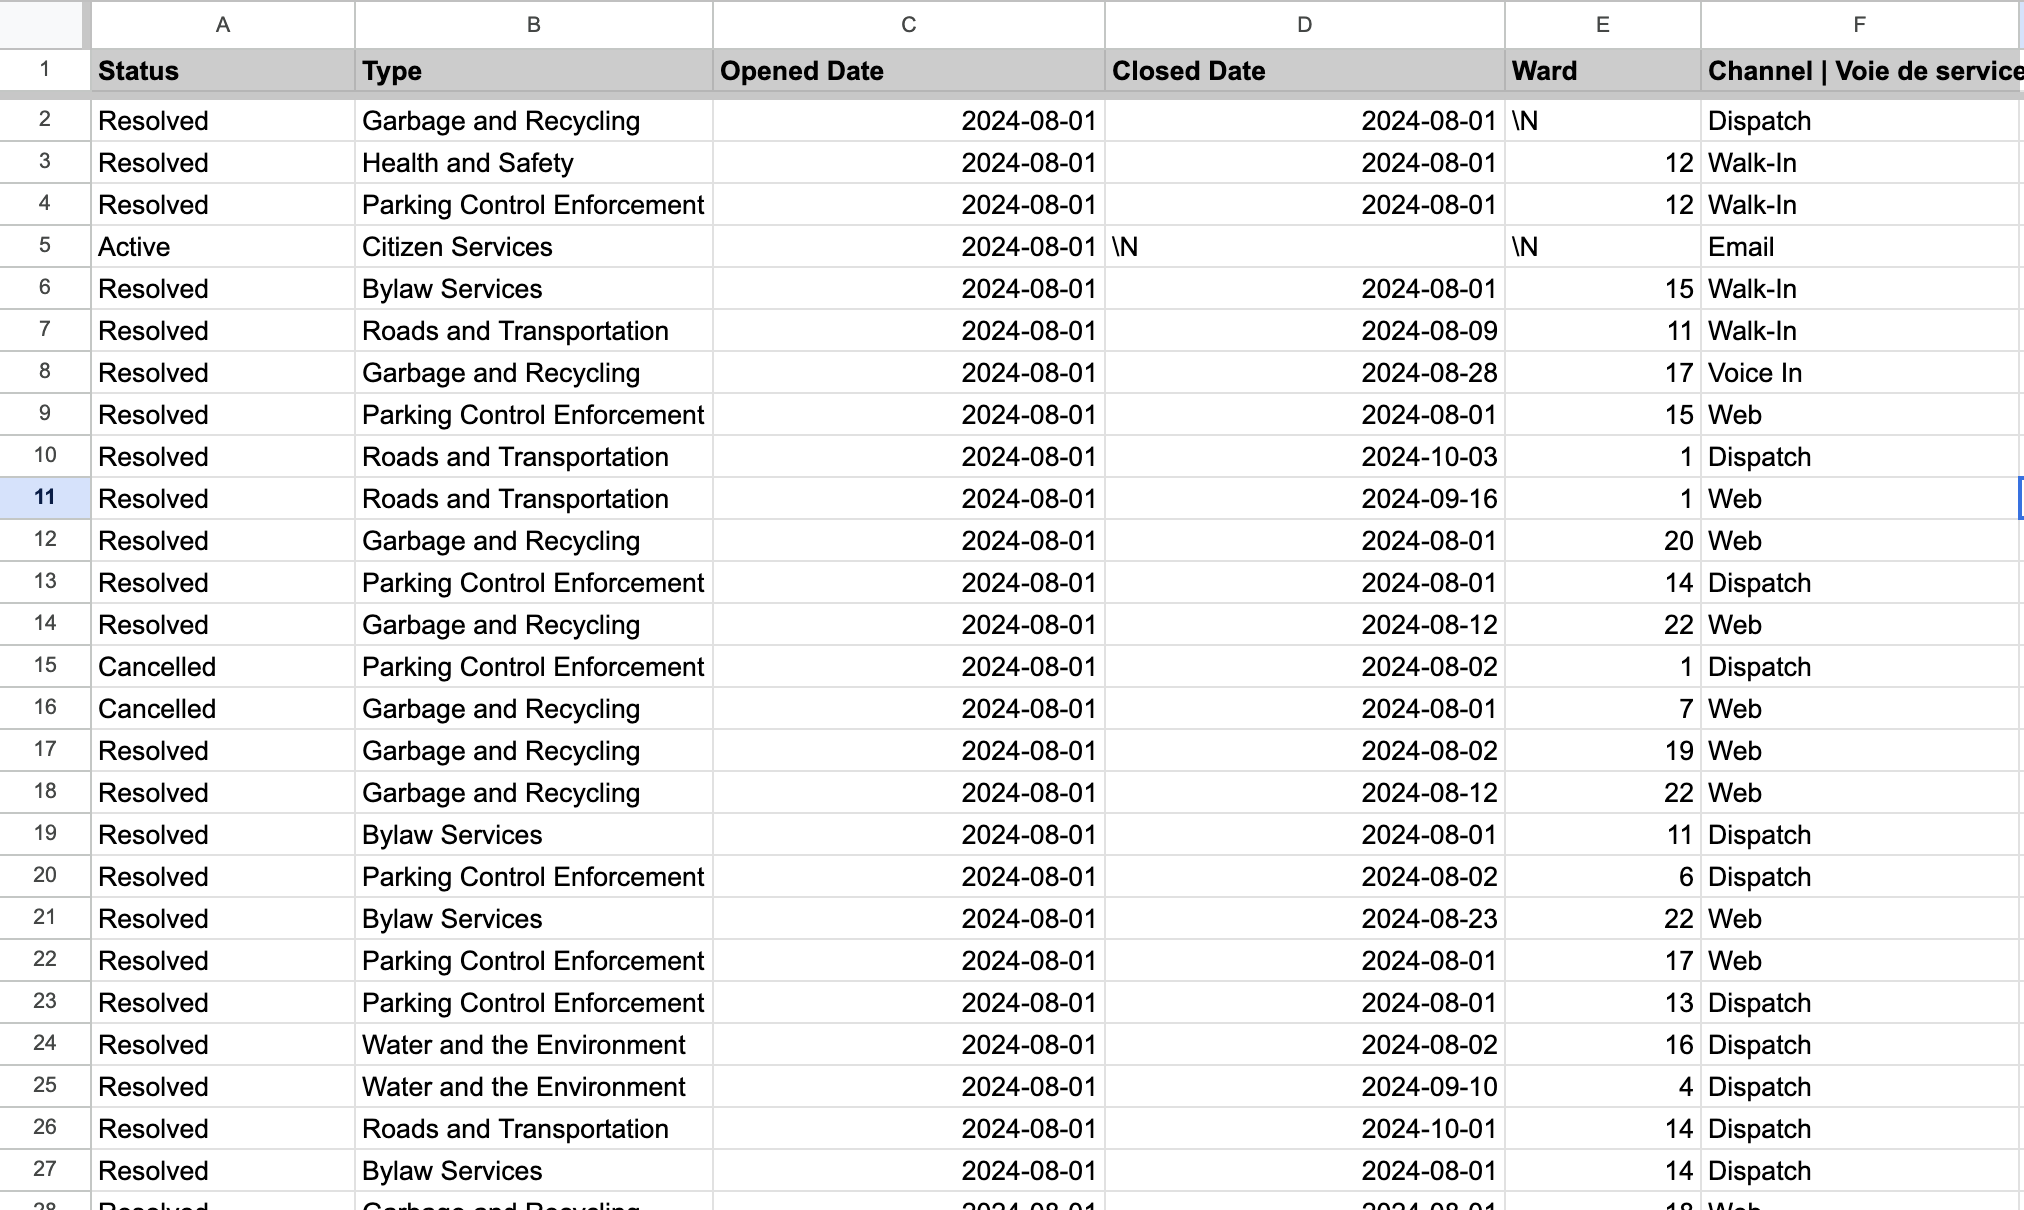 A B C D E F
1 Status Type Opened Date Closed Date Ward Channel | Voie de service
2 Resolved Garbage and Recycling 2024-08-01 2024-08-01 \N Dispatch
3 Resolved Health and Safety 2024-08-01 2024-08-01 12 Walk-In
4 Resolved Parking Control Enforcement 2024-08-01 2024-08-01 12 Walk-In
5 Active Citizen Services 2024-08-01 \N \N Email
6 Resolved Bylaw Services 2024-08-01 2024-08-01 15 Walk-In
7 Resolved Roads and Transportation 2024-08-01 2024-08-09 11 Walk-In
8 Resolved Garbage and Recycling 2024-08-01 2024-08-28 17 Voice In
9 Resolved Parking Control Enforcement 2024-08-01 2024-08-01 15 Web
10 Resolved Roads and Transportation 2024-08-01 2024-10-03 1 Dispatch
11 Resolved Roads and Transportation 2024-08-01 2024-09-16 1 Web
12 Resolved Garbage and Recycling 2024-08-01 2024-08-01 20 Web
13 Resolved Parking Control Enforcement 2024-08-01 2024-08-01 14 Dispatch
14 Resolved Garbage and Recycling 2024-08-01 2024-08-12 22 Web
15 Cancelled Parking Control Enforcement 2024-08-01 2024-08-02 1 Dispatch
16 Cancelled Garbage and Recycling 2024-08-01 2024-08-01 7 Web
17 Resolved Garbage and Recycling 2024-08-01 2024-08-02 19 Web
18 Resolved Garbage and Recycling 2024-08-01 2024-08-12 22 Web
19 Resolved Bylaw Services 2024-08-01 2024-08-01 11 Dispatch
20 Resolved Parking Control Enforcement 2024-08-01 2024-08-02 6 Dispatch
21 Resolved Bylaw Services 2024-08-01 2024-08-23 22 Web
22 Resolved Parking Control Enforcement 2024-08-01 2024-08-01 17 Web
23 Resolved Parking Control Enforcement 2024-08-01 2024-08-01 13 Dispatch
24 Resolved Water and the Environment 2024-08-01 2024-08-02 16 Dispatch
25 Resolved Water and the Environment 2024-08-01 2024-09-10 4 Dispatch
26 Resolved Roads and Transportation 2024-08-01 2024-10-01 14 Dispatch
27 Resolved Bylaw Services 2024-08-01 2024-08-01 14 Dispatch